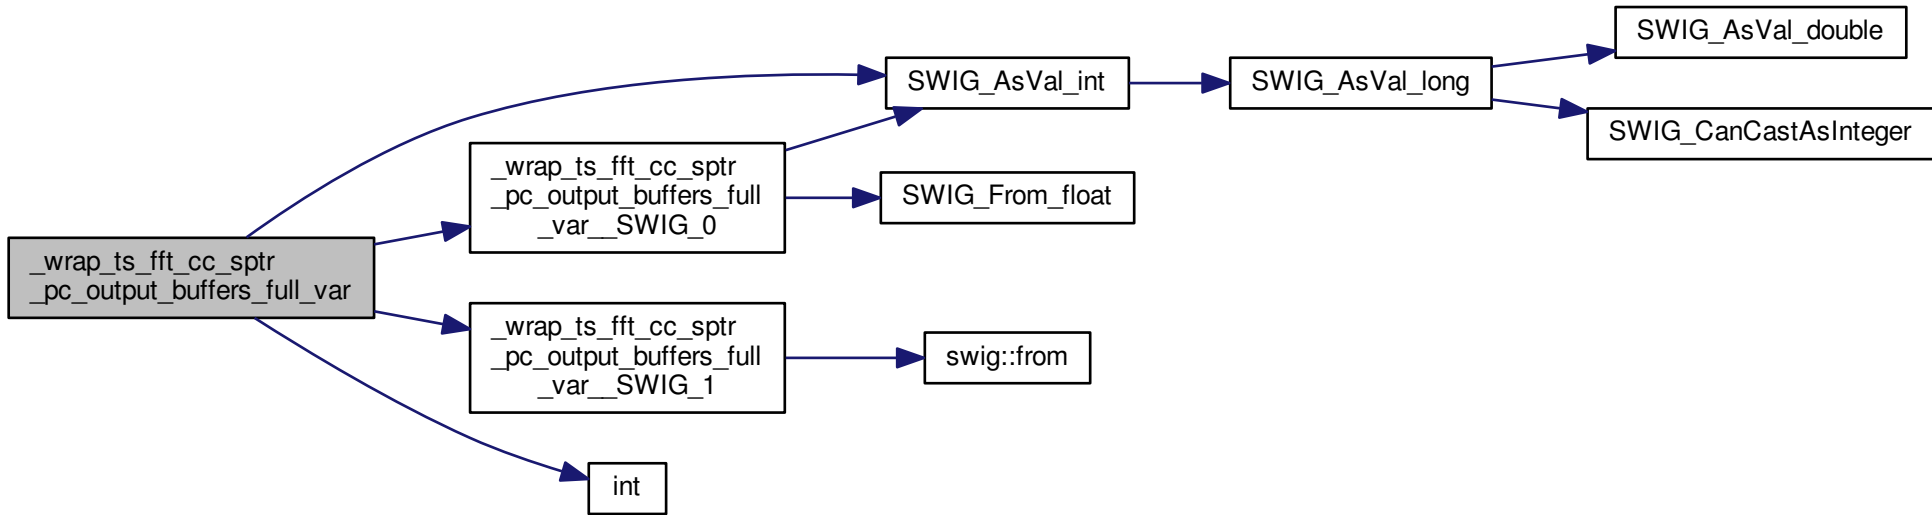 _wrap_ts_fft_cc_sptr
_pc_output_buffers_full_var
_wrap_ts_fft_cc_sptr
_pc_output_buffers_full
_var__SWIG_0
_wrap_ts_fft_cc_sptr
_pc_output_buffers_full
_var__SWIG_1
int
SWIG_AsVal_int
SWIG_From_float
swig::from
SWIG_AsVal_long
SWIG_AsVal_double
SWIG_CanCastAsInteger